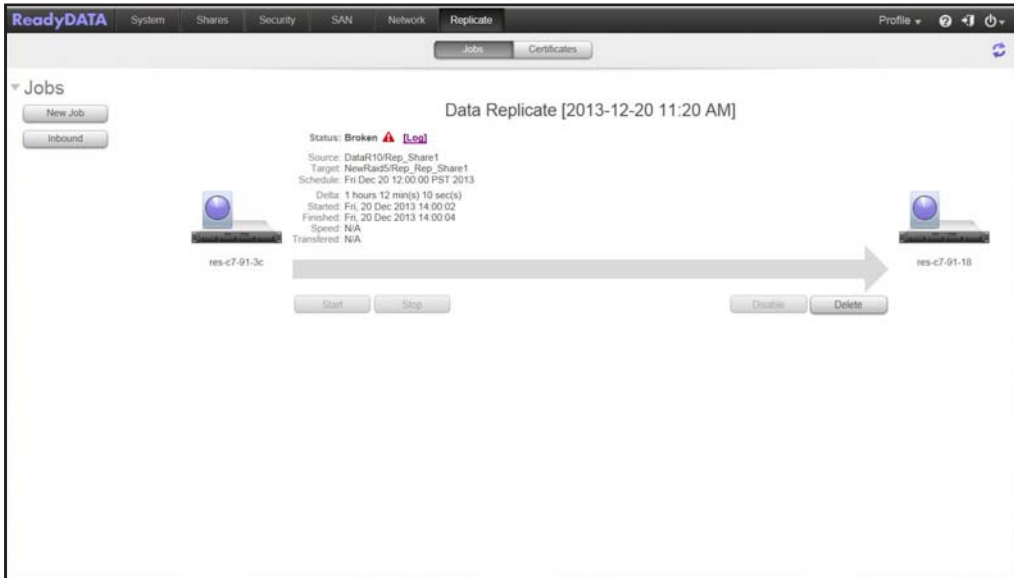 ReadyDATA System Shares Security SAN Network Replicate Profile
Jobs Certificates
Jobs
New Job
Inbound
Data Replicate [2013-12-20 11:20 AM]
Status: Broken [Log]
Source: DataR10/Rep_Share1
Target: NewRaid5/Rep_Rep_Share1
Schedule: Fri Dec 20 12:00:00 PST 2013
Delta: 1 hours 12 min(s) 10 sec(s)
Started: Fri, 20 Dec 2013 14:00:02
Finished: Fri, 20 Dec 2013 14:00:04
Speed: N/A
Transfered: N/A
res-c7-91-3c
res-c7-91-18
Start Stop Disable Delete